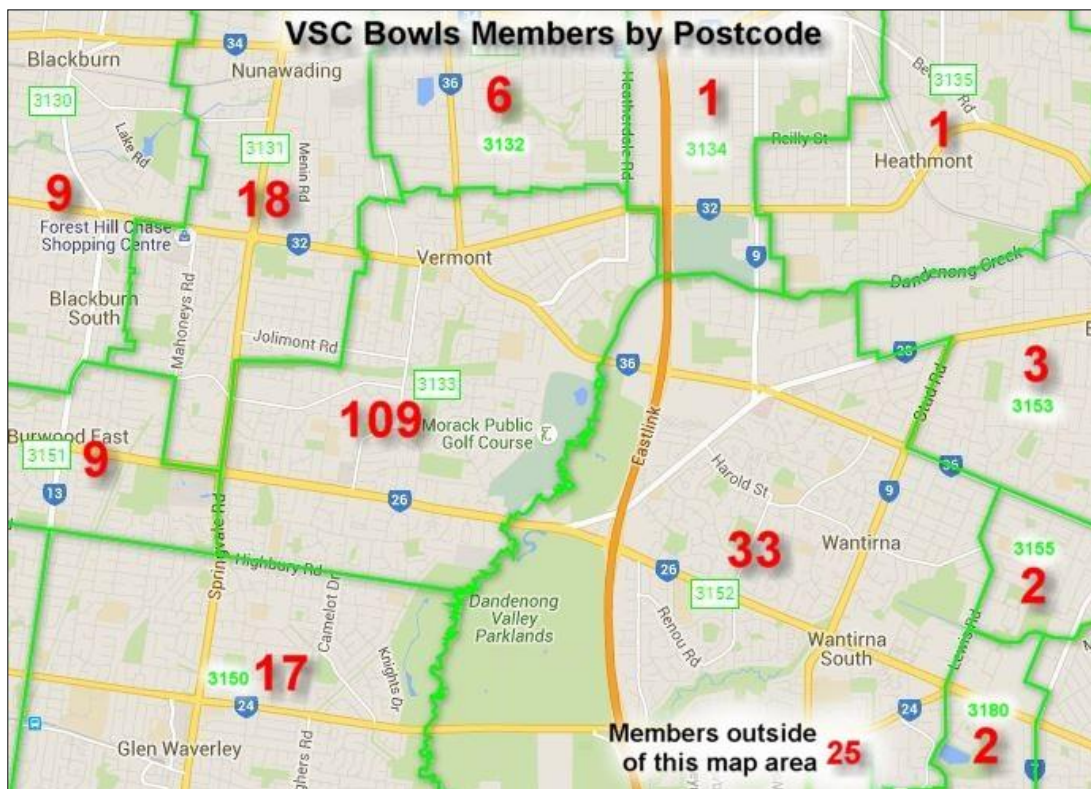 VSC Bowls Members by Postcode
Blackburn
34
Nunawading
36
6
Heatherdale Rd
1
3135
3130
Lake Rd
3131
Menin Rd
3132
3134
Reilly St
1
Heathmont
9
18
32
Forest Hill Chase
Shopping Centre
32
Vermont
9
Dandenong Creek
Blackburn
South
Mahoneys Rd
Jolimont Rd
36
28
3
3133
Stud Rd
3153
109
Morack Public
Golf Course
Eastlink
Burwood East
3151
9
13
26
Springvale Rd
Harold St
9
36
33
Wantirna
3155
2
Highbury Rd
26
3152
Camelot Dr
Dandenong
Valley
Parklands
Renou Rd
Wantirna
South
Lewis Rd
3150
17
Knights Dr
24
24
3180
2
Members outside
of this map area
25
Glen Waverley